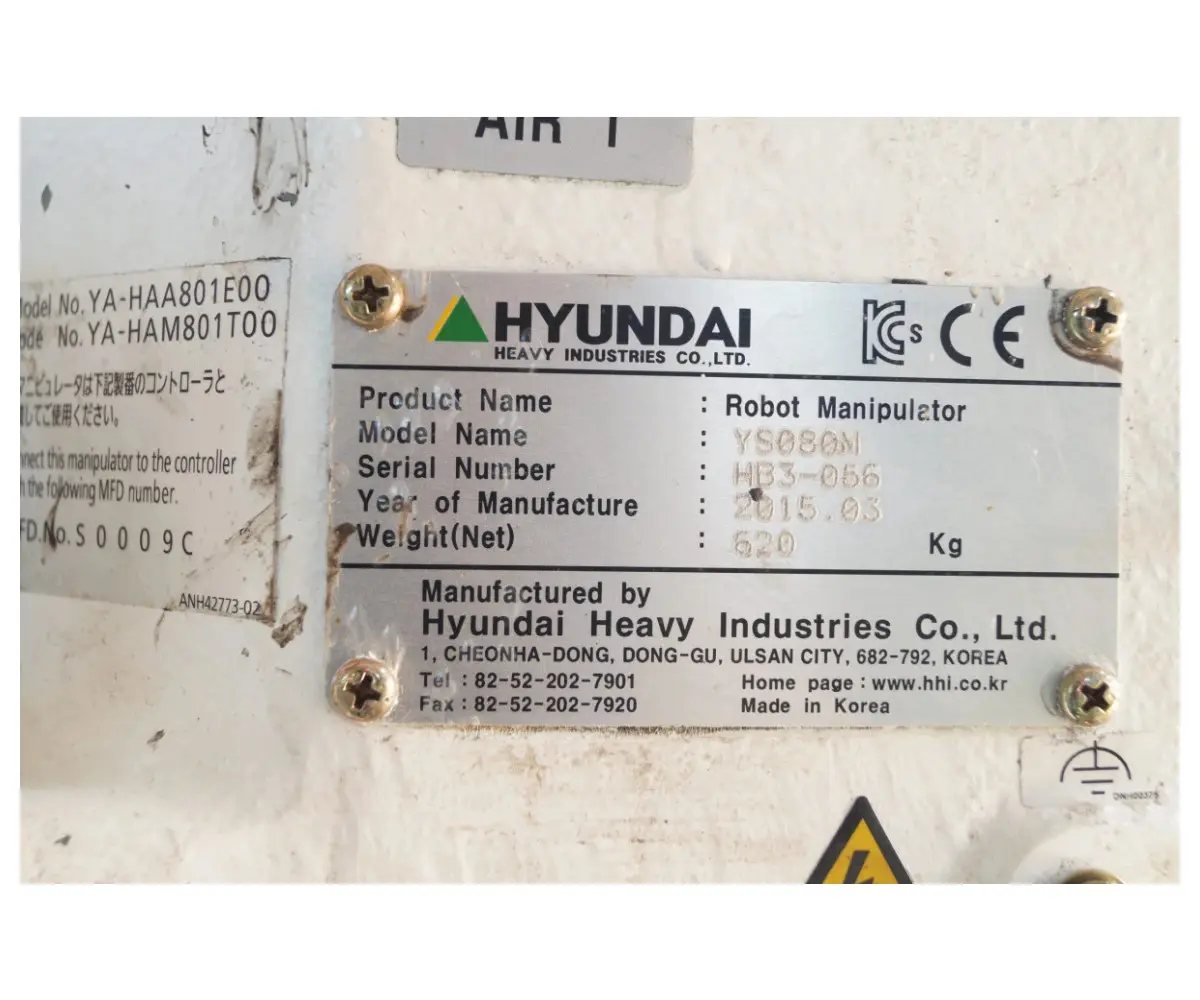 AIR 1
Model No. YA-HAA801E00
Code No. YA-HAM801T00
マニピュレータは下記製番のコントローラと
してご使用ください。
Connect this manipulator to the controller
the following MFD number.
MFD.No. S0009C
ANH42773-02
HYUNDAI
HEAVY INDUSTRIES CO.,LTD.
KCs CE
Product Name : Robot Manipulator
Model Name : YS080M
Serial Number : HB3-056
Year of Manufacture : 2015.03
Weight(Net) : 620 Kg
Manufactured by
Hyundai Heavy Industries Co., Ltd.
1, CHEONHA-DONG, DONG-GU, ULSAN CITY, 682-792, KOREA
Tel : 82-52-202-7901 Home page : www.hhi.co.kr
Fax : 82-52-202-7920 Made in Korea